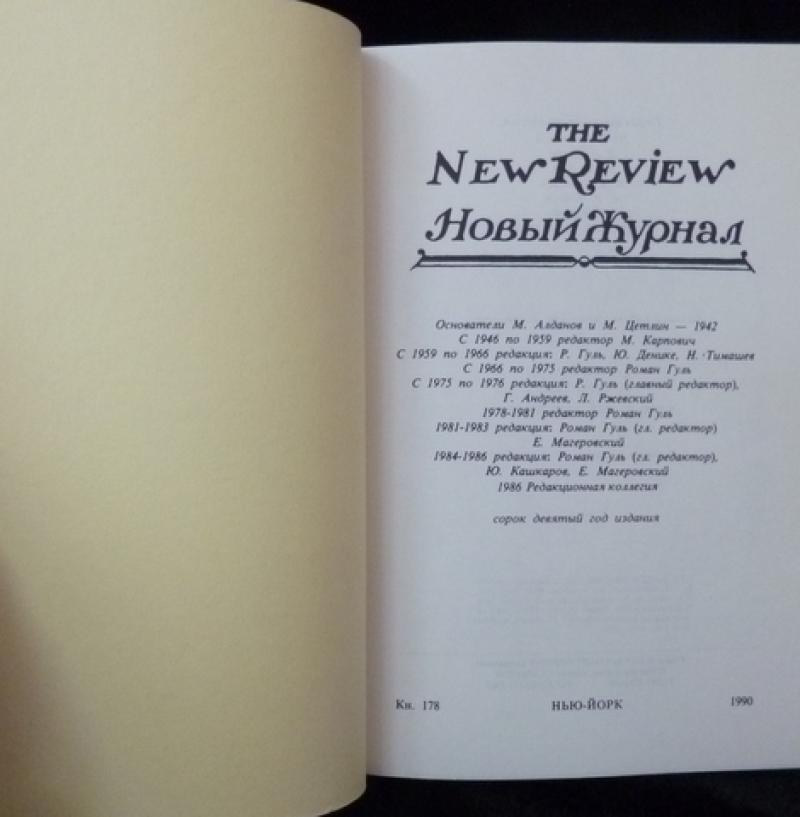 THE
NEW REVIEW
Новый Журнал
Основатели М. Алданов и М. Цетлин — 1942
С 1946 по 1959 редактор М. Карпович
С 1959 по 1966 редакция: Р. Гуль, Ю. Денике, Н. Тимашев
С 1966 по 1975 редактор Роман Гуль
С 1975 по 1976 редакция: Р. Гуль (главный редактор),
Г. Андреев, Л. Ржевский
1978-1981 редактор Роман Гуль
1981-1983 редакция: Роман Гуль (гл. редактор)
Е. Магеровский
1984-1986 редакция: Роман Гуль (гл. редактор),
Ю. Кашкаров, Е. Магеровский
1986 Редакционная коллегия
сорок девятый год издания
Кн. 178 НЬЮ-ЙОРК 1990